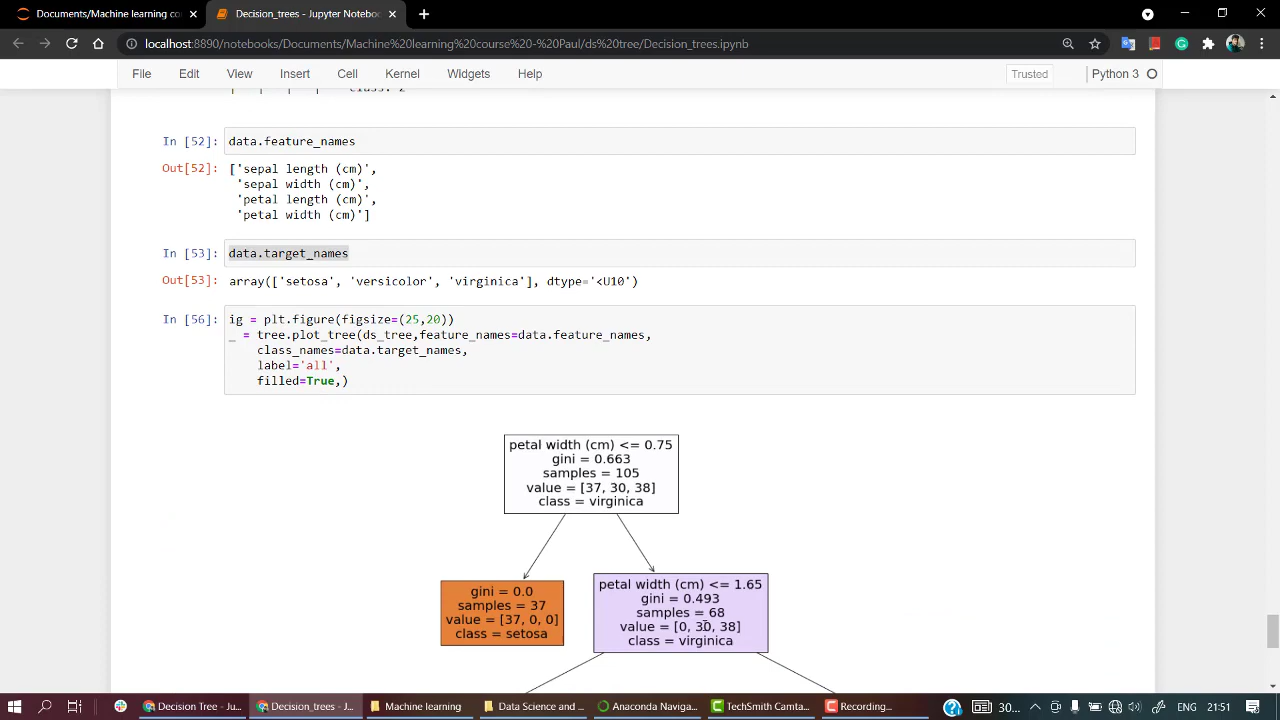 Documents/Machine learning co
Decision_trees - Jupyter Noteboo
localhost:8890/notebooks/Documents/Machine%20learning%20course%20-%20Paul/ds%20tree/Decision_trees.ipynb
File Edit View Insert Cell Kernel Widgets Help Trusted Python 3
In [52]: data.feature_names
Out[52]: ['sepal length (cm)',
'sepal width (cm)',
'petal length (cm)',
'petal width (cm)']
In [53]: data.target_names
Out[53]: array(['setosa', 'versicolor', 'virginica'], dtype='<U10')
In [56]: ig = plt.figure(figsize=(25,20))
_ = tree.plot_tree(ds_tree,feature_names=data.feature_names,
class_names=data.target_names,
label='all',
filled=True,)
petal width (cm) <= 0.75
gini = 0.663
samples = 105
value = [37, 30, 38]
class = virginica
gini = 0.0
samples = 37
value = [37, 0, 0]
class = setosa
petal width (cm) <= 1.65
gini = 0.493
samples = 68
value = [0, 30, 38]
class = virginica
Decision Tree - J...
Decision_trees - J...
Machine learning
Data Science and ...
Anaconda Naviga...
TechSmith Camta...
Recording...
30...
ENG
21:51